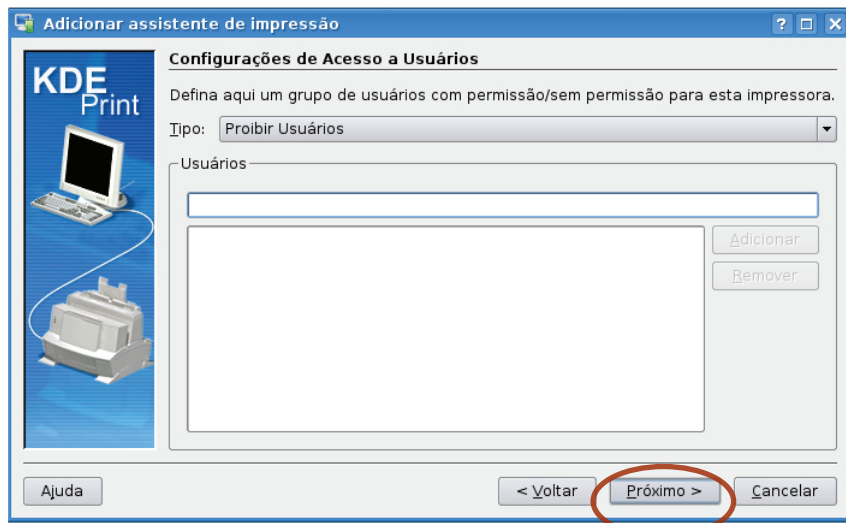 Adicionar assistente de impressão
KDE
Print
Configurações de Acesso a Usuários
Defina aqui um grupo de usuários com permissão/sem permissão para esta impressora.
Tipo: Proibir Usuários
Usuários
Adicionar
Remover
Ajuda
< Voltar
Próximo >
Cancelar